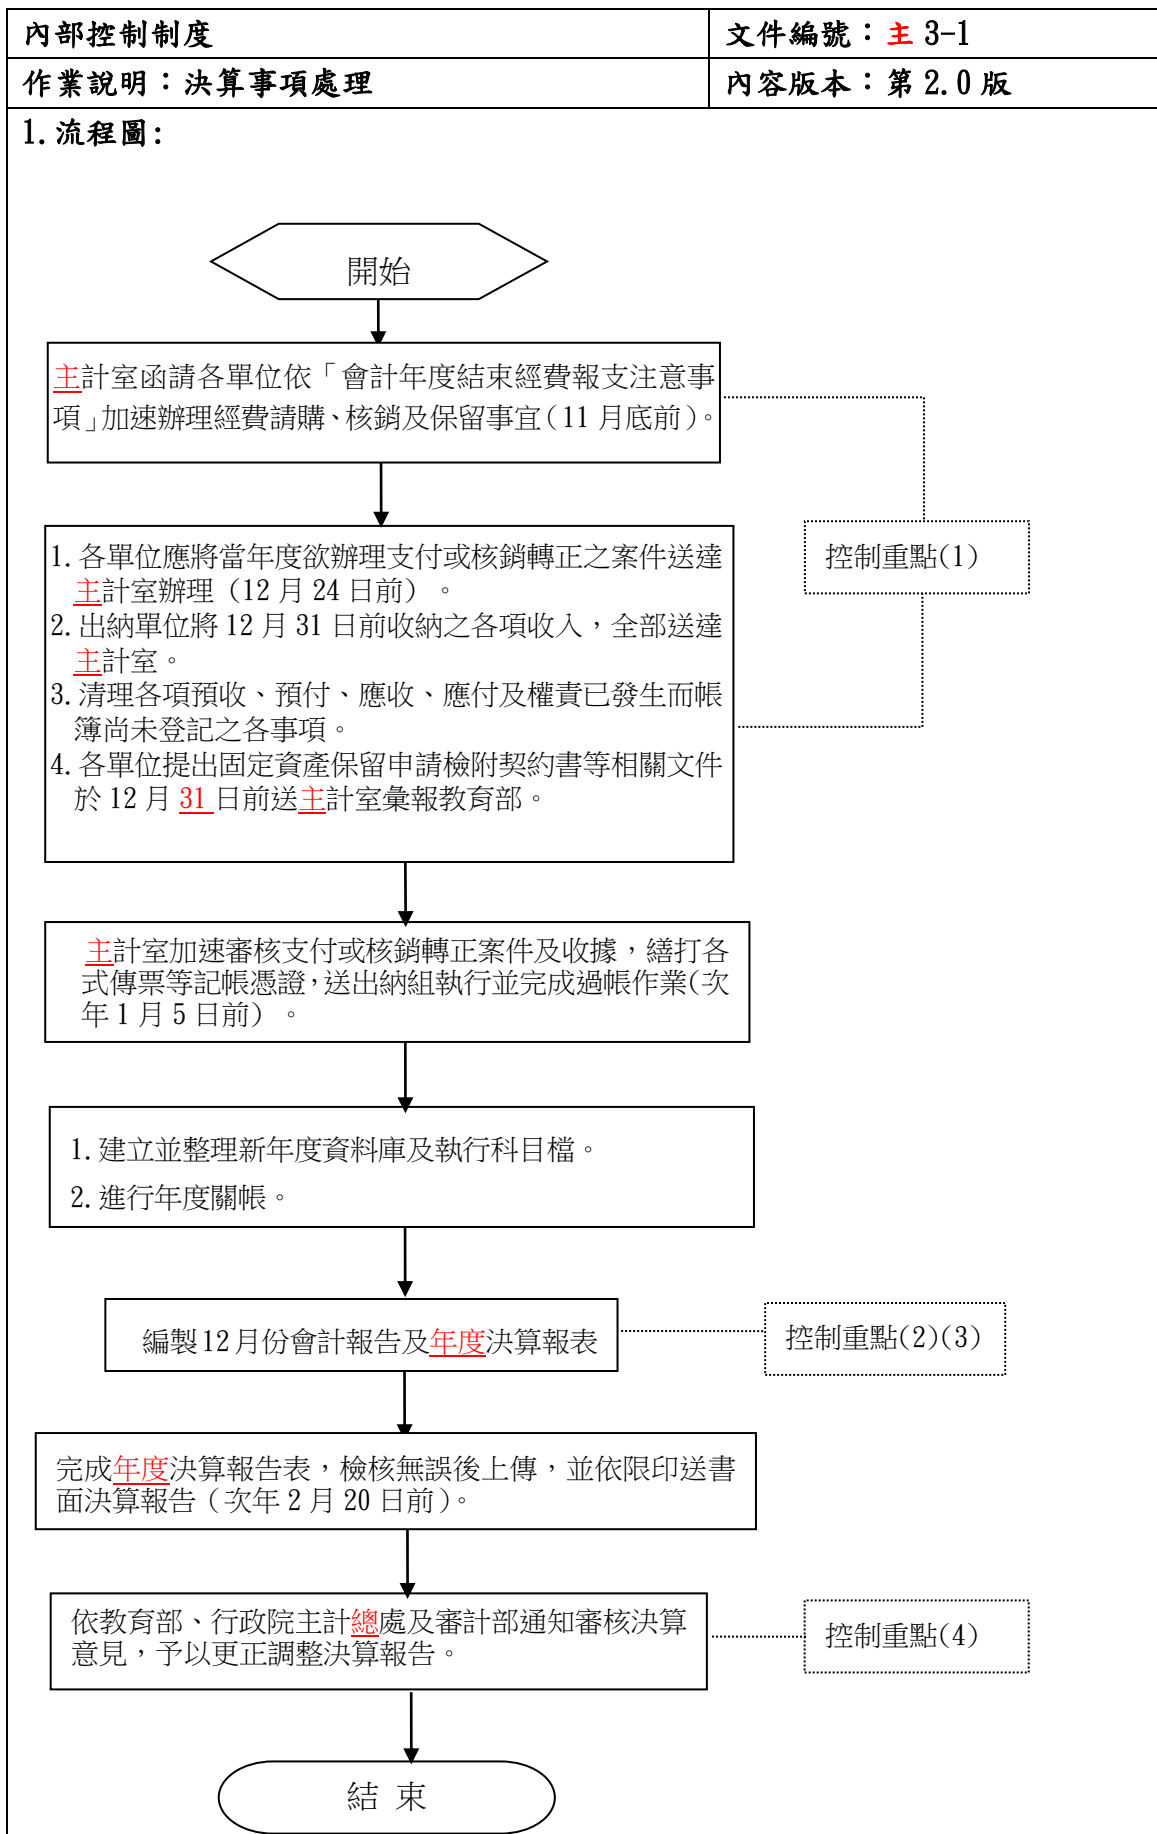 內部控制制度
文件編號：主 3-1
作業說明：決算事項處理
內容版本：第 2.0 版
1.流程圖:
開始
主計室函請各單位依「會計年度結束經費報支注意事
項」加速辦理經費請購、核銷及保留事宜(11 月底前)。
控制重點(1)
1.各單位應將當年度欲辦理支付或核銷轉正之案件送達
主計室辦理（12 月 24 日前）。
2.出納單位將 12 月 31 日前收納之各項收入，全部送達
主計室。
3.清理各項預收、預付、應收、應付及權責已發生而帳
簿尚未登記之各事項。
4.各單位提出固定資產保留申請檢附契約書等相關文件
於 12 月 31 日前送主計室彙報教育部。
主計室加速審核支付或核銷轉正案件及收據，繕打各
式傳票等記帳憑證，送出納組執行並完成過帳作業(次
年 1 月 5 日前）。
1.建立並整理新年度資料庫及執行科目檔。
2.進行年度關帳。
編製12月份會計報告及年度決算報表
控制重點(2)(3)
完成年度決算報告表，檢核無誤後上傳，並依限印送書
面決算報告（次年 2 月 20 日前）。
依教育部、行政院主計總處及審計部通知審核決算
意見，予以更正調整決算報告。
控制重點(4)
結 束